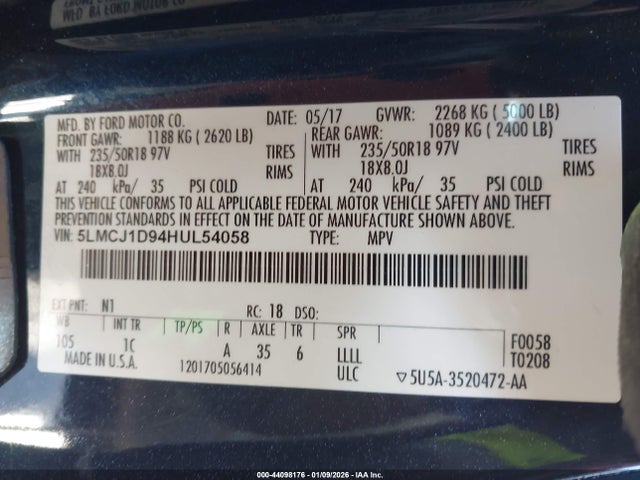 MFD. BY FORD MOTOR CO.
DATE: 05/17 GVWR: 2268 KG ( 5000 LB)
FRONT GAWR: 1188 KG ( 2620 LB) REAR GAWR: 1089 KG ( 2400 LB)
WITH 235/50R18 97V TIRES WITH 235/50R18 97V TIRES
18X8.0J RIMS 18X8.0J RIMS
AT 240 kPa/ 35 PSI COLD AT 240 kPa/ 35 PSI COLD
THIS VEHICLE CONFORMS TO ALL APPLICABLE FEDERAL MOTOR VEHICLE SAFETY AND THEFT
PREVENTION STANDARDS IN EFFECT ON THE DATE OF MANUFACTURE SHOWN ABOVE.
VIN: 5LMCJ1D94HUL54058 TYPE: MPV
EXT PNT: N1 RC: 18 DSO:
WB INT TR TP/PS R AXLE TR SPR
105 1C A 35 6 LLLL
ULC
F0058
T0208
MADE IN U.S.A. 1201705056414
▽5U5A-3520472-AA
000-44098176 - 01/09/2026 - IAA Inc.